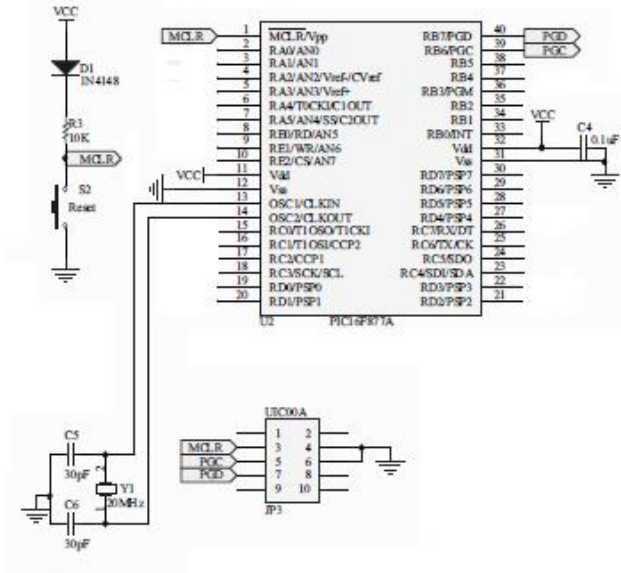 VCC
D1
IN4148
R3
10K
MCLR
S2
Reset
MCLR
1 MCLR/Vpp RB7/PGD 40 PGD
2 RA0/AN0 RB6/PGC 39 PGC
3 RA1/AN1 RB5 38
4 RA2/AN2/Vref-/CVref RB4 37
5 RA3/AN3/Vref+ RB3/PGM 36
6 RA4/T0CKI/C1OUT RB2 35
7 RA5/AN4/SS/C2OUT RB1 34
8 RE0/RD/AN5 RB0/INT 33
9 RE1/WR/AN6 Vdd 32
10 RE2/CS/AN7 Vss 31
VCC 11 Vdd RD7/PSP7 30
12 Vss RD6/PSP6 29
13 OSC1/CLKIN RD5/PSP5 28
14 OSC2/CLKOUT RD4/PSP4 27
15 RC0/T1OSO/T1CKI RC7/RX/DT 26
16 RC1/T1OSI/CCP2 RC6/TX/CK 25
17 RC2/CCP1 RC5/SDO 24
18 RC3/SCK/SCL RC4/SDI/SDA 23
19 RD0/PSP0 RD3/PSP3 22
20 RD1/PSP1 RD2/PSP2 21
U2 PIC16F877A
VCC
C4
0.1uF
C5
30pF
2
Y1
1 20MHz
C6
30pF
UIC00A
1 2
MCLR 3 4
PGC 5 6
PGD 7 8
9 10
JP3